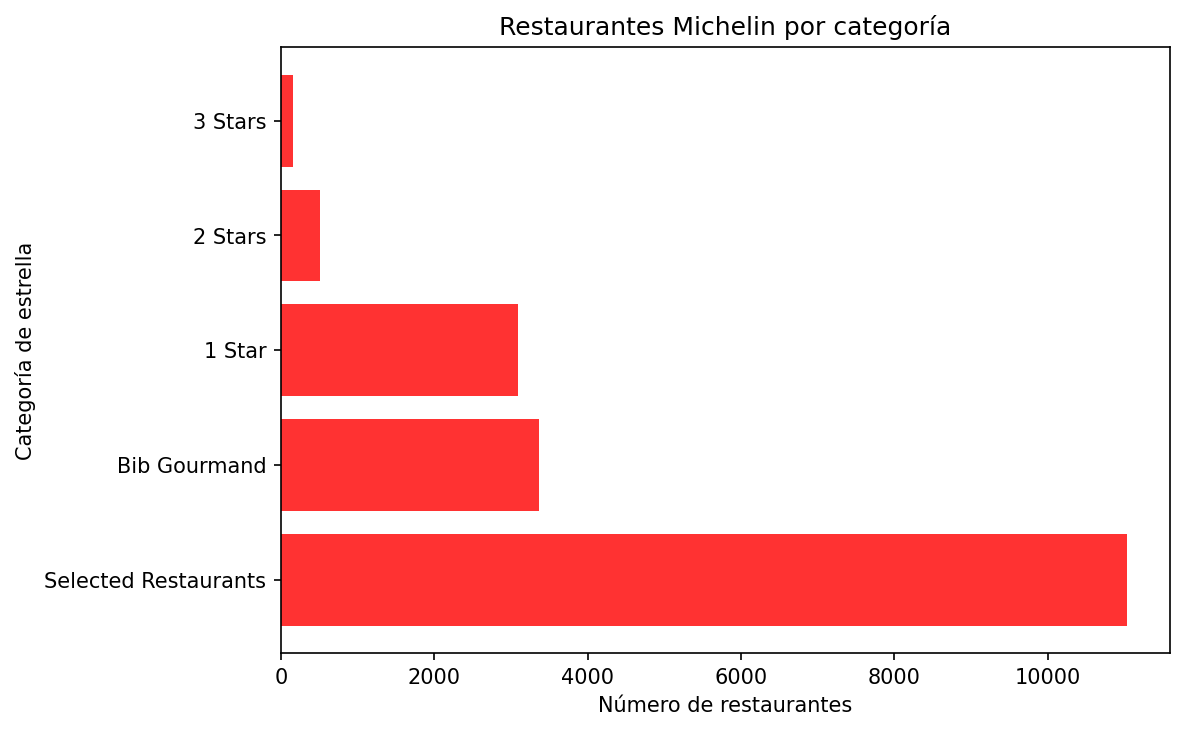 Restaurantes Michelin por categoría
3 Stars
2 Stars
1 Star
Bib Gourmand
Selected Restaurants
Categoría de estrella
0 2000 4000 6000 8000 10000
Número de restaurantes